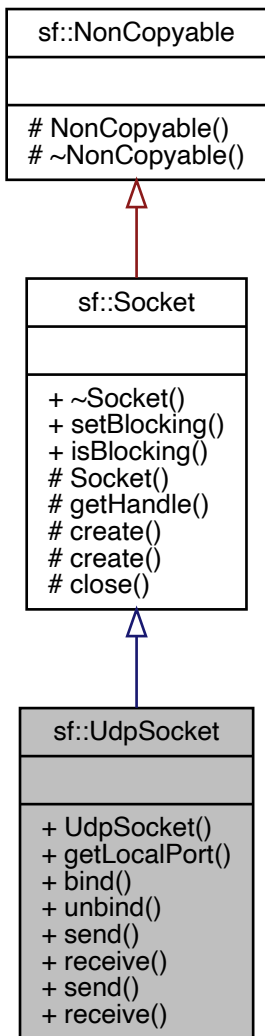 sf::NonCopyable
# NonCopyable()
# ~NonCopyable()
sf::Socket
+ ~Socket()
+ setBlocking()
+ isBlocking()
# Socket()
# getHandle()
# create()
# create()
# close()
sf::UdpSocket
+ UdpSocket()
+ getLocalPort()
+ bind()
+ unbind()
+ send()
+ receive()
+ send()
+ receive()